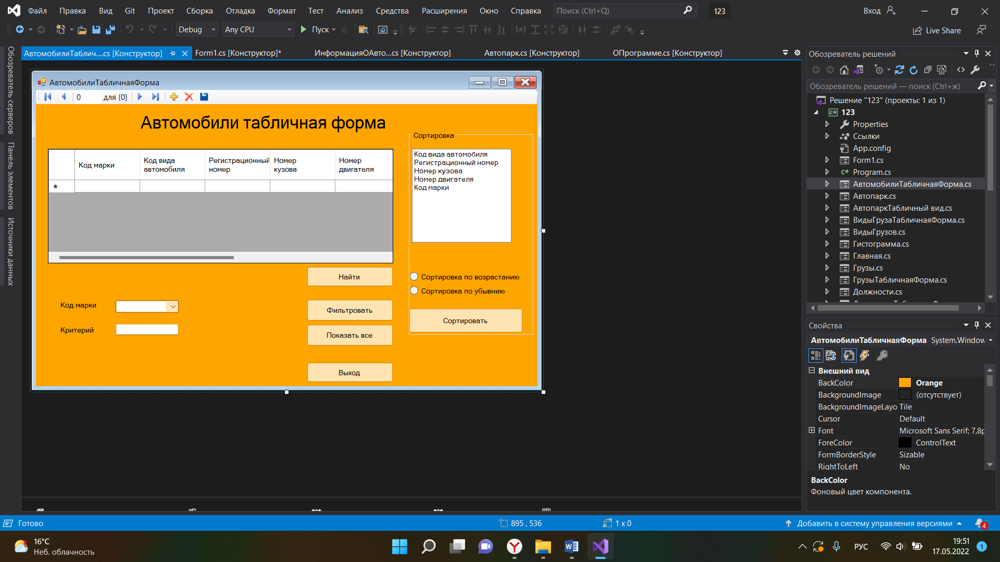 Файл Правка Вид Git Проект Сборка Отладка Формат Тест Анализ Средства Расширения Окно Справка Поиск (Ctrl+Q) 123 Вход
Debug Any CPU Пуск Live Share
АвтомобилиТаблич....cs [Конструктор] Form1.cs [Конструктор]* ИнформацияОАвто...cs [Конструктор] Автопарк.cs [Конструктор] ОПрограмме.cs [Конструктор]
Обозреватель серверов
Панель элементов
Источники данных
АвтомобилиТабличнаяФорма
0 для {0}
Автомобили табличная форма
Код марки Код вида автомобиля Регистрационный номер Номер кузова Номер двигателя
*
Сортировка
Код вида автомобиля
Регистрационный номер
Номер кузова
Номер двигателя
Код марки
Сортировка по возрастанию
Сортировка по убывнию
Сортировать
Найти
Код марки
Фильтровать
Критерий
Показать все
Выход
Обозреватель решений
Обозреватель решений — поиск (Ctrl+ж)
Решение "123" (проекты: 1 из 1)
C# 123
Properties
Ссылки
App.config
Form1.cs
C# Program.cs
АвтомобилиТабличнаяФорма.cs
Автопарк.cs
АвтопаркТабличный вид.cs
ВидыГрузаТабличнаяФорма.cs
ВидыГрузов.cs
Гистограмма.cs
Главная.cs
Грузы.cs
ГрузыТабличнаяФорма.cs
Должности.cs
Свойства
АвтомобилиТабличнаяФорма System.Window
Внешний вид
BackColor Orange
BackgroundImage (отсутствует)
BackgroundImageLayo Tile
Cursor Default
Font Microsoft Sans Serif; 7,8p
ForeColor ControlText
FormBorderStyle Sizable
RightToLeft No
BackColor
Фоновый цвет компонента.
Готово 895 , 536 1 x 0 Добавить в систему управления версиями 4
16°C
Неб. облачность
РУС
19:51
17.05.2022
1